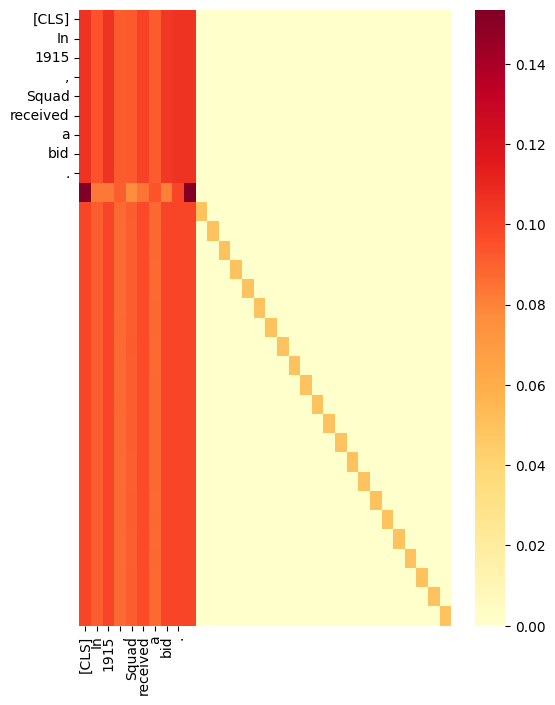 [CLS]
In
1915
,
Squad
received
a
bid
.
0.14
0.12
0.10
0.08
0.06
0.04
0.02
0.00
[CLS]
In
1915
,
Squad
received
a
bid
.